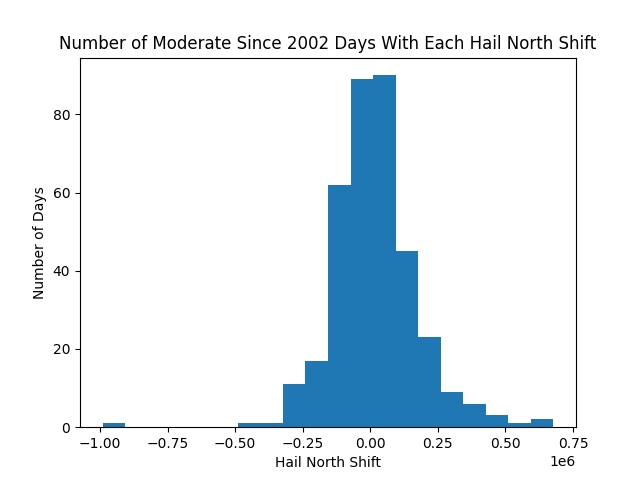 Number of Moderate Since 2002 Days With Each Hail North Shift
80
60
40
20
0
Number of Days
−1.00 −0.75 −0.50 −0.25 0.00 0.25 0.50 0.75
1e6
Hail North Shift